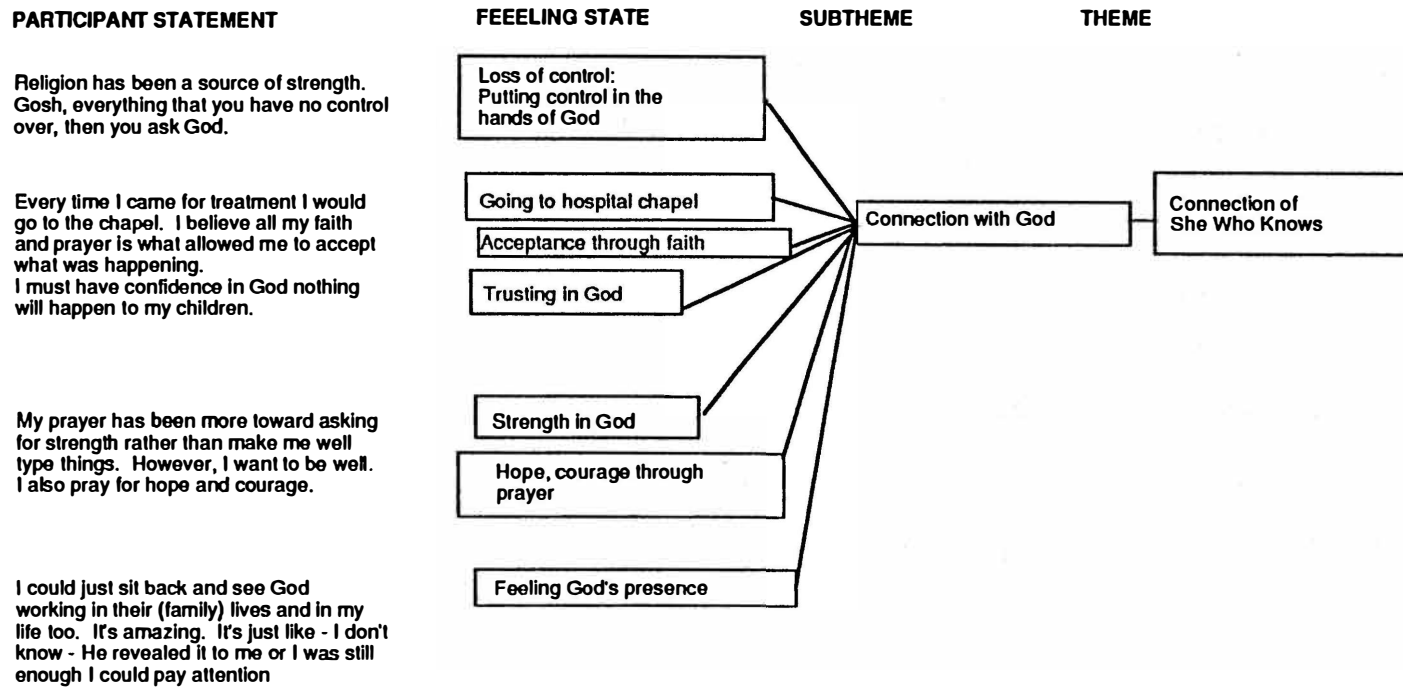 PARTICIPANT STATEMENT
FEEELING STATE
SUBTHEME
THEME
Religion has been a source of strength.
Gosh, everything that you have no control
over, then you ask God.
Loss of control:
Putting control in the
hands of God
Every time I came for treatment I would
go to the chapel. I believe all my faith
and prayer is what allowed me to accept
what was happening.
I must have confidence in God nothing
will happen to my children.
Going to hospital chapel
Acceptance through faith
Trusting in God
Connection with God
Connection of
She Who Knows
My prayer has been more toward asking
for strength rather than make me well
type things. However, I want to be well.
I also pray for hope and courage.
Strength in God
Hope, courage through
prayer
I could just sit back and see God
working in their (family) lives and in my
life too. It's amazing. It's just like - I don't
know - He revealed it to me or I was still
enough I could pay attention
Feeling God's presence